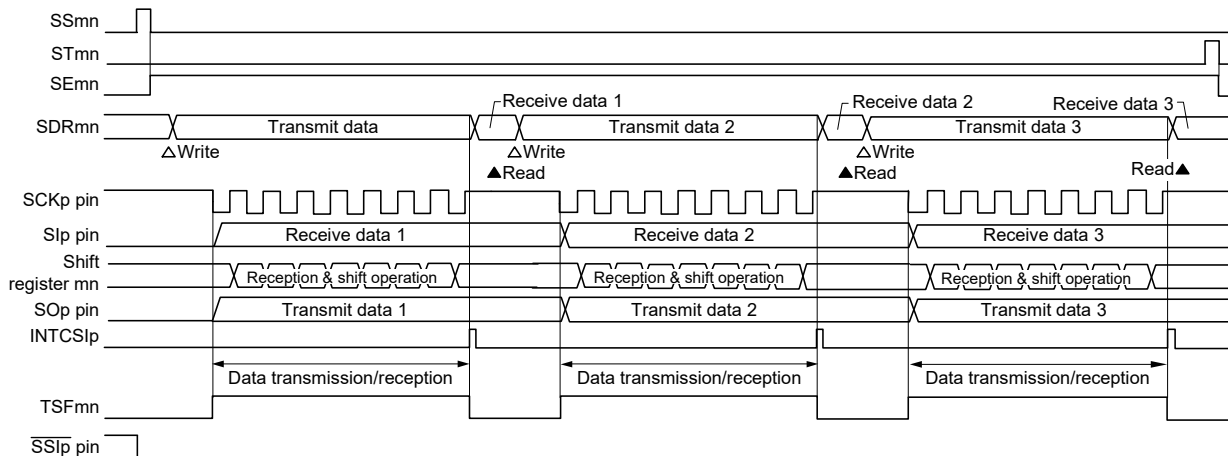 SSmn
STmn
SEmn
Receive data 1
Receive data 2
Receive data 3
SDRmn
Transmit data
Transmit data 2
Transmit data 3
△Write
△Write
△Write
▲Read
▲Read
Read▲
SCKp pin
SIp pin
Receive data 1
Receive data 2
Receive data 3
Shift
register mn
Reception & shift operation
Reception & shift operation
Reception & shift operation
SOp pin
Transmit data 1
Transmit data 2
Transmit data 3
INTCSIp
Data transmission/reception
Data transmission/reception
Data transmission/reception
TSFmn
SSIp pin